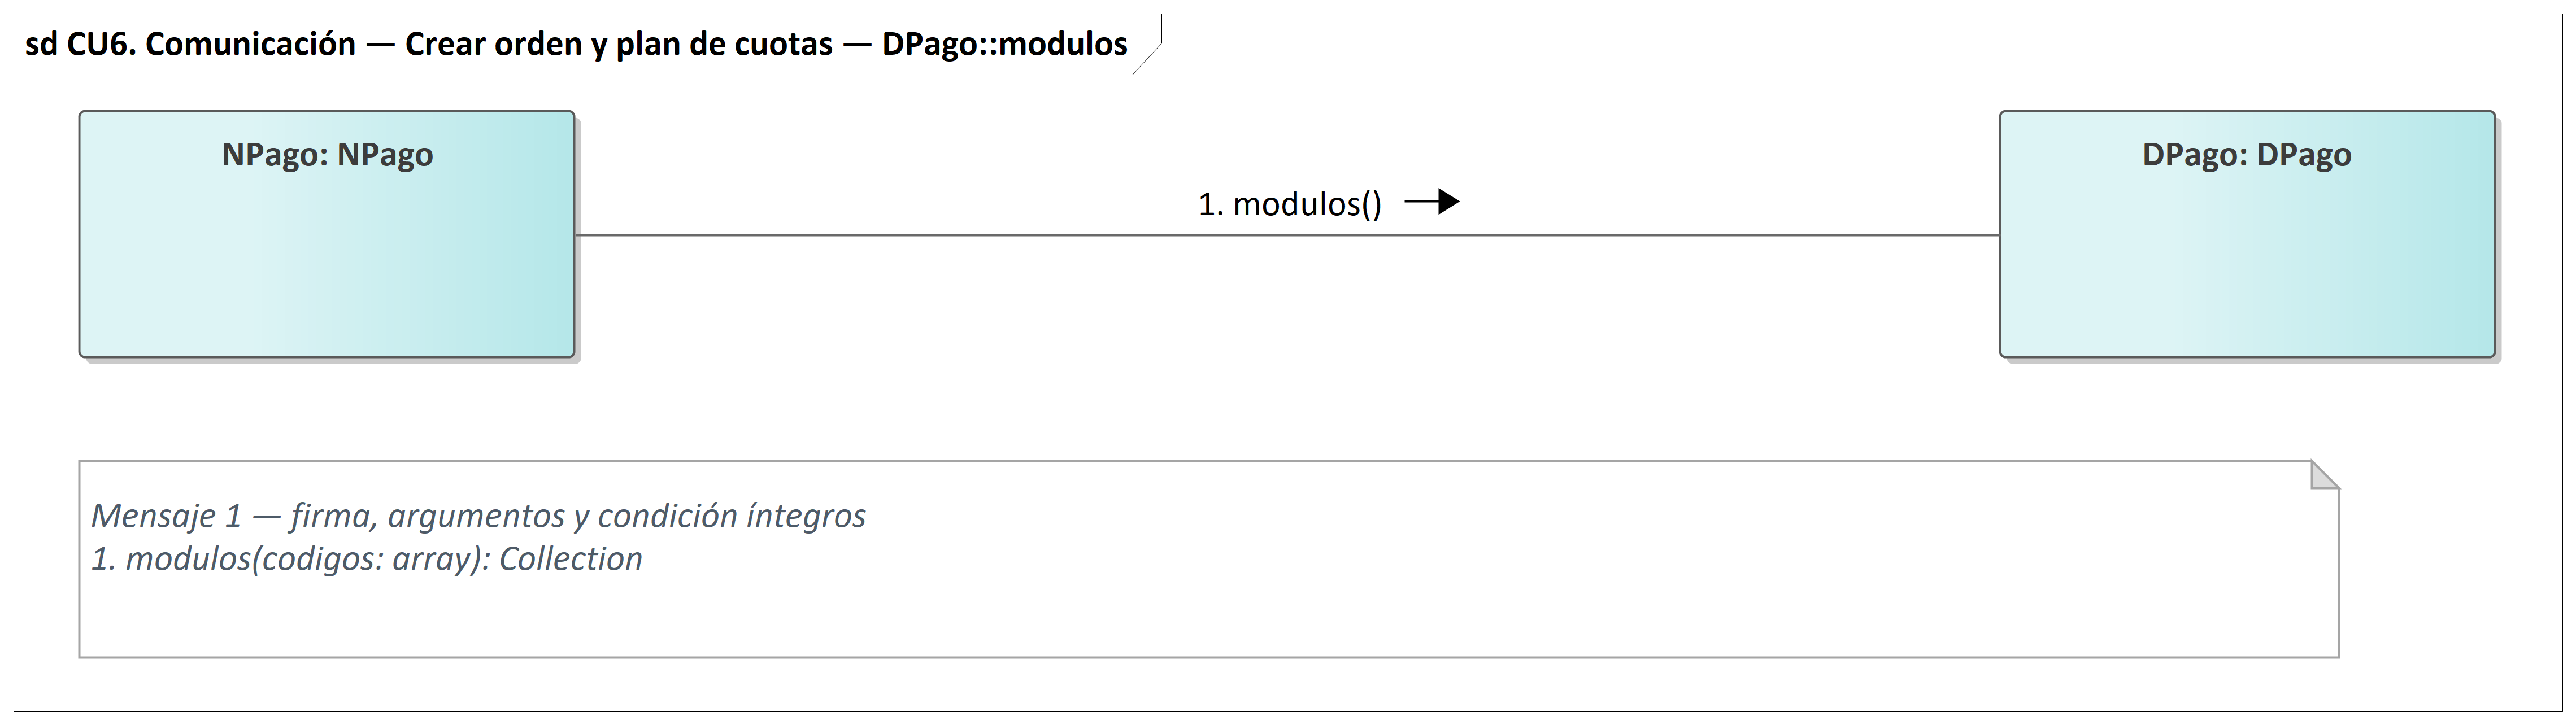 sd CU6. Comunicación — Crear orden y plan de cuotas — DPago::modulos
NPago: NPago
DPago: DPago
1. modulos()
Mensaje 1 — firma, argumentos y condición íntegros
1. modulos(codigos: array): Collection